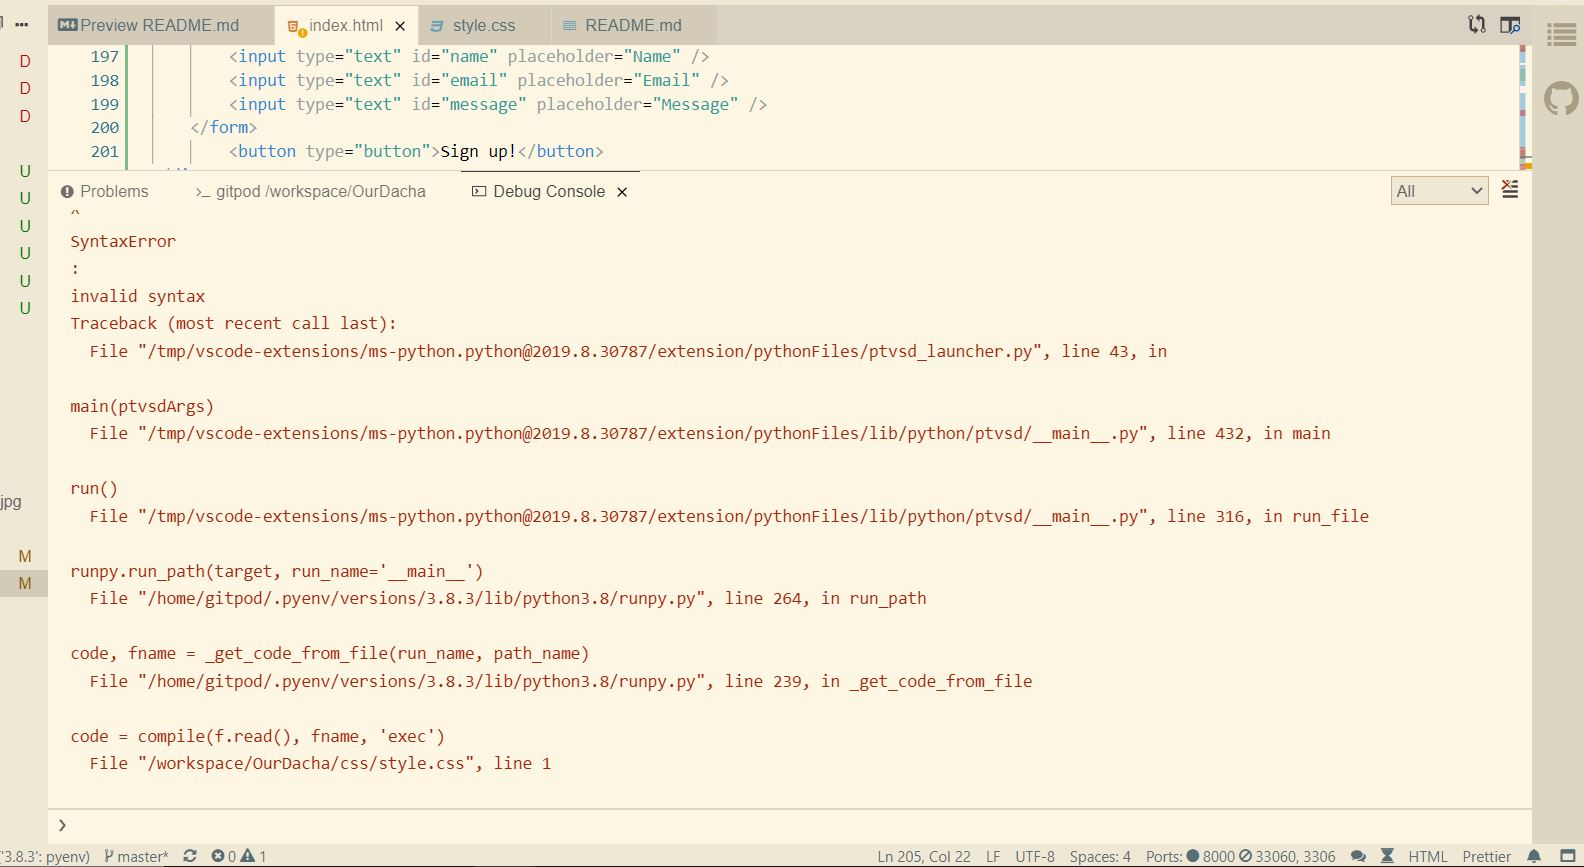 Preview README.md index.html style.css README.md
D
D
D
U
U
U
U
U
U
jpg
M
M
197 <input type="text" id="name" placeholder="Name" />
198 <input type="text" id="email" placeholder="Email" />
199 <input type="text" id="message" placeholder="Message" />
200 </form>
201 <button type="button">Sign up!</button>
Problems >_ gitpod /workspace/OurDacha Debug Console All
^
SyntaxError
:
invalid syntax
Traceback (most recent call last):
File "/tmp/vscode-extensions/ms-python.python@2019.8.30787/extension/pythonFiles/ptvsd_launcher.py", line 43, in
main(ptvsdArgs)
File "/tmp/vscode-extensions/ms-python.python@2019.8.30787/extension/pythonFiles/lib/python/ptvsd/__main__.py", line 432, in main
run()
File "/tmp/vscode-extensions/ms-python.python@2019.8.30787/extension/pythonFiles/lib/python/ptvsd/__main__.py", line 316, in run_file
runpy.run_path(target, run_name='__main__')
File "/home/gitpod/.pyenv/versions/3.8.3/lib/python3.8/runpy.py", line 264, in run_path
code, fname = _get_code_from_file(run_name, path_name)
File "/home/gitpod/.pyenv/versions/3.8.3/lib/python3.8/runpy.py", line 239, in _get_code_from_file
code = compile(f.read(), fname, 'exec')
File "/workspace/OurDacha/css/style.css", line 1
>
('3.8.3': pyenv) master* 0 1 Ln 205, Col 22 LF UTF-8 Spaces: 4 Ports: 8000 33060, 3306 HTML Prettier